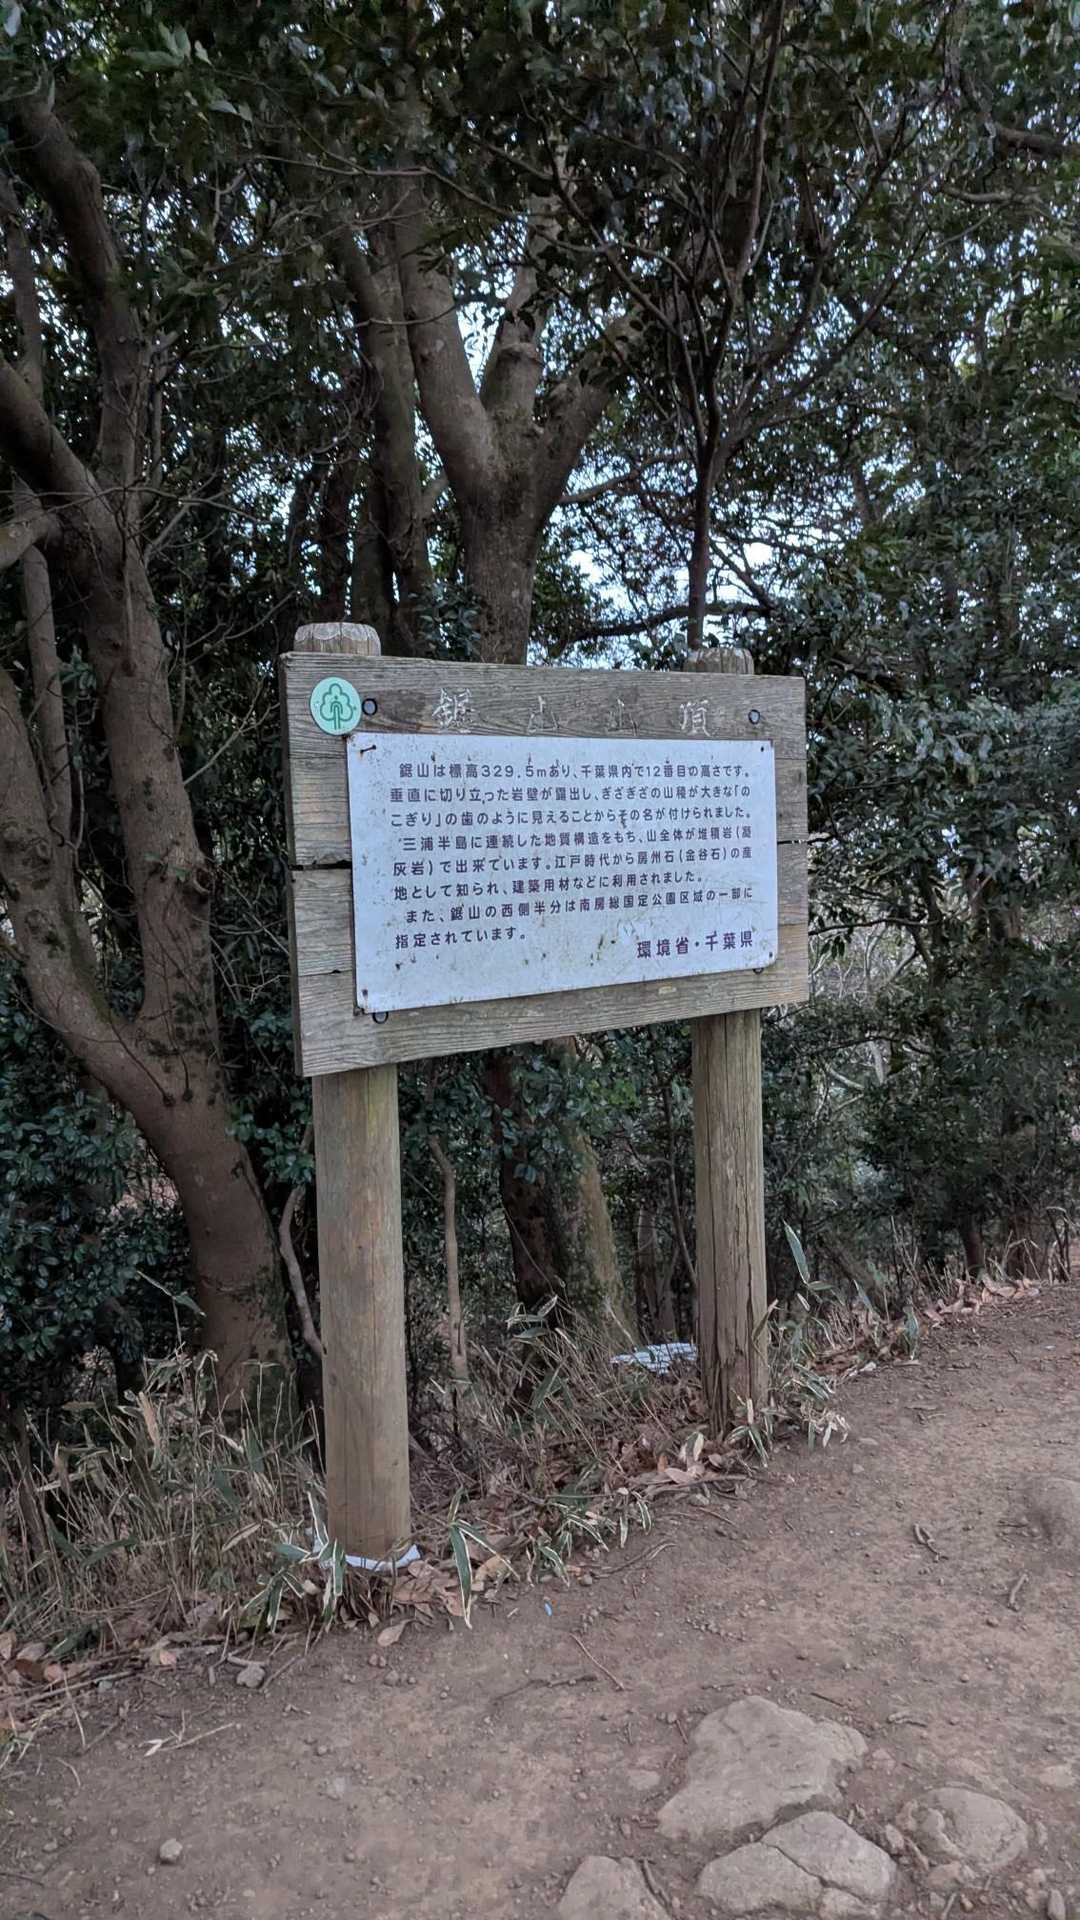 鋸山山頂
鋸山は標高329.5mあり、千葉県内で12番目の高さです。
垂直に切り立った岩壁が露出し、ぎざぎざの山稜が大きな「の
こぎり」の歯のように見えることからその名が付けられました。
三浦半島に連続した地質構造をもち、山全体が堆積岩(凝
灰岩)で出来ています。江戸時代から房州石(金谷石)の産
地として知られ、建築用材などに利用されました。
また、鋸山の西側半分は南房総国定公園区域の一部に
指定されています。
環境省・千葉県